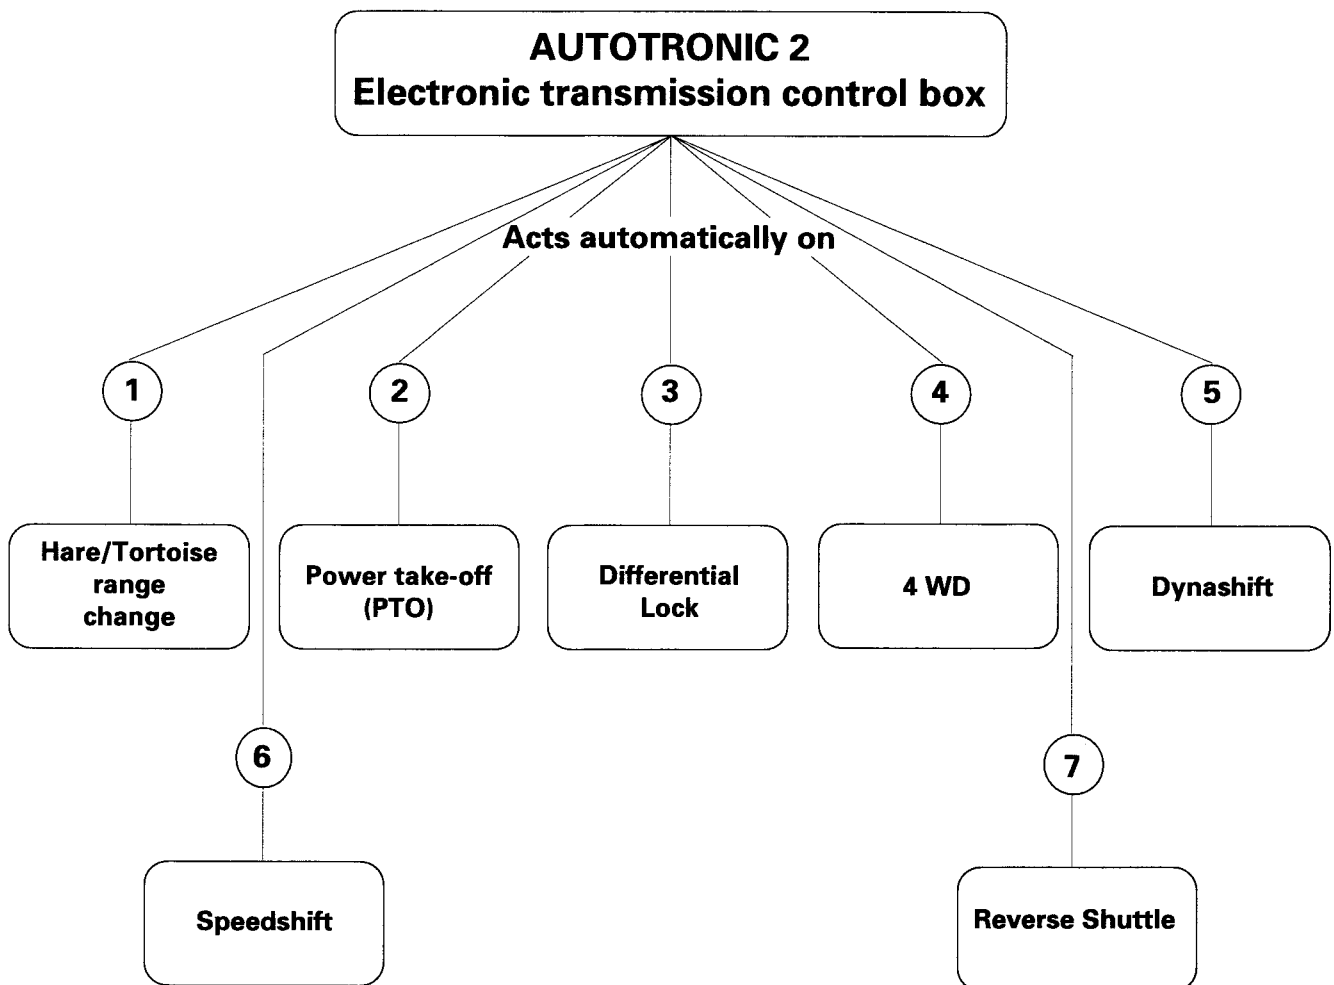 AUTOTRONIC 2
Electronic transmission control box
Acts automatically on
1
2
3
4
5
Hare/Tortoise
range
change
Power take-off
(PTO)
Differential
Lock
4 WD
Dynashift
6
7
Speedshift
Reverse Shuttle